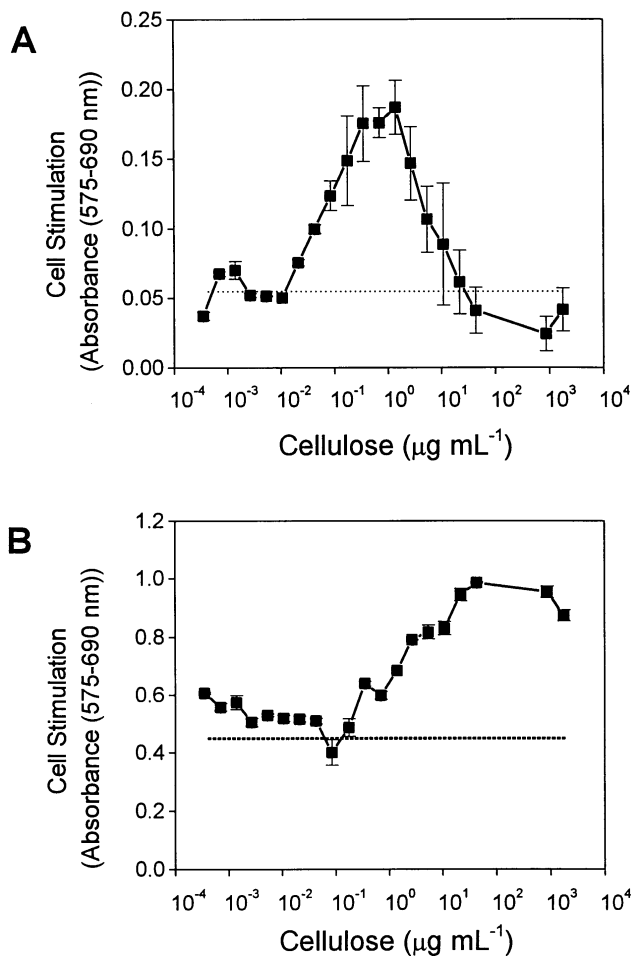 A
Cell Stimulation
(Absorbance (575-690 nm))
0.25
0.20
0.15
0.10
0.05
0.00
10⁻⁴ 10⁻³ 10⁻² 10⁻¹ 10⁰ 10¹ 10² 10³ 10⁴
Cellulose (μg mL⁻¹)
B
Cell Stimulation
(Absorbance (575-690 nm))
1.2
1.0
0.8
0.6
0.4
0.2
0.0
10⁻⁴ 10⁻³ 10⁻² 10⁻¹ 10⁰ 10¹ 10² 10³ 10⁴
Cellulose (μg mL⁻¹)